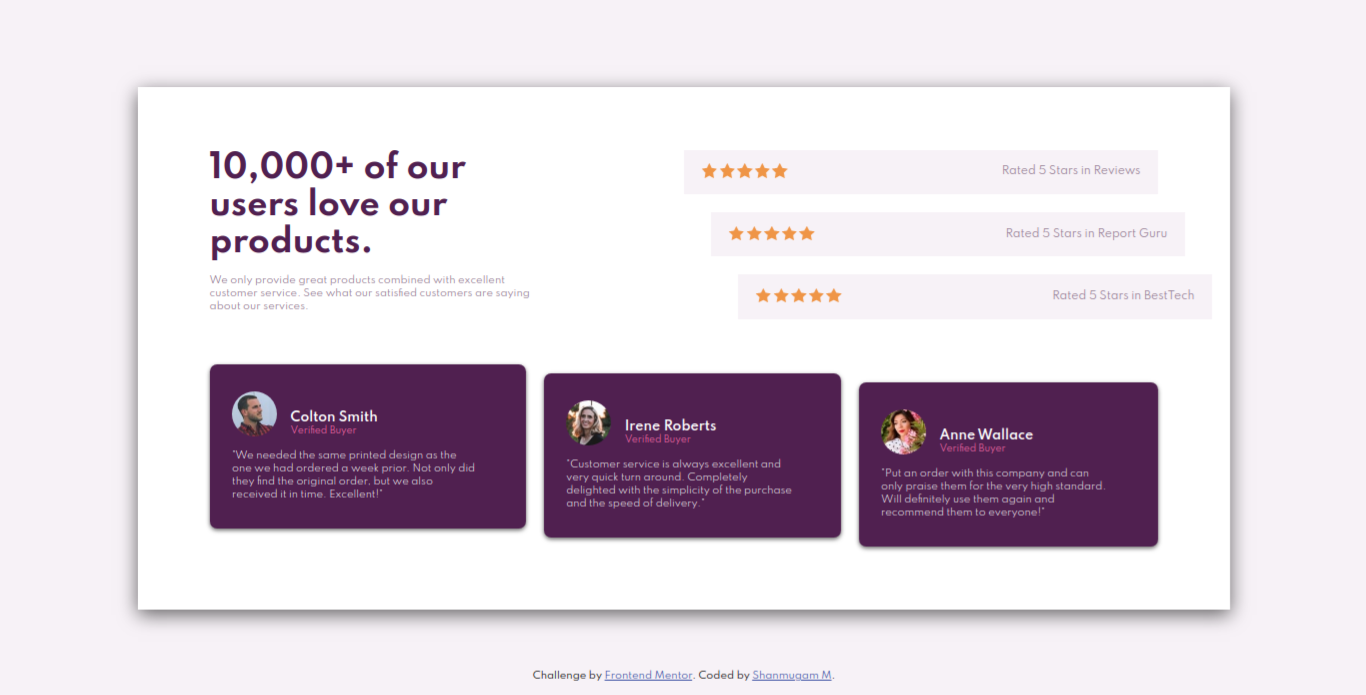 10,000+ of our
users love our
products.
We only provide great products combined with excellent
customer service. See what our satisfied customers are saying
about our services.
Rated 5 Stars in Reviews
Rated 5 Stars in Report Guru
Rated 5 Stars in BestTech
Colton Smith
Verified Buyer
"We needed the same printed design as the
one we had ordered a week prior. Not only did
they find the original order, but we also
received it in time. Excellent!"
Irene Roberts
Verified Buyer
"Customer service is always excellent and
very quick turn around. Completely
delighted with the simplicity of the purchase
and the speed of delivery."
Anne Wallace
Verified Buyer
"Put an order with this company and can
only praise them for the very high standard.
Will definitely use them again and
recommend them to everyone!"
Challenge by Frontend Mentor. Coded by Shanmugam M.